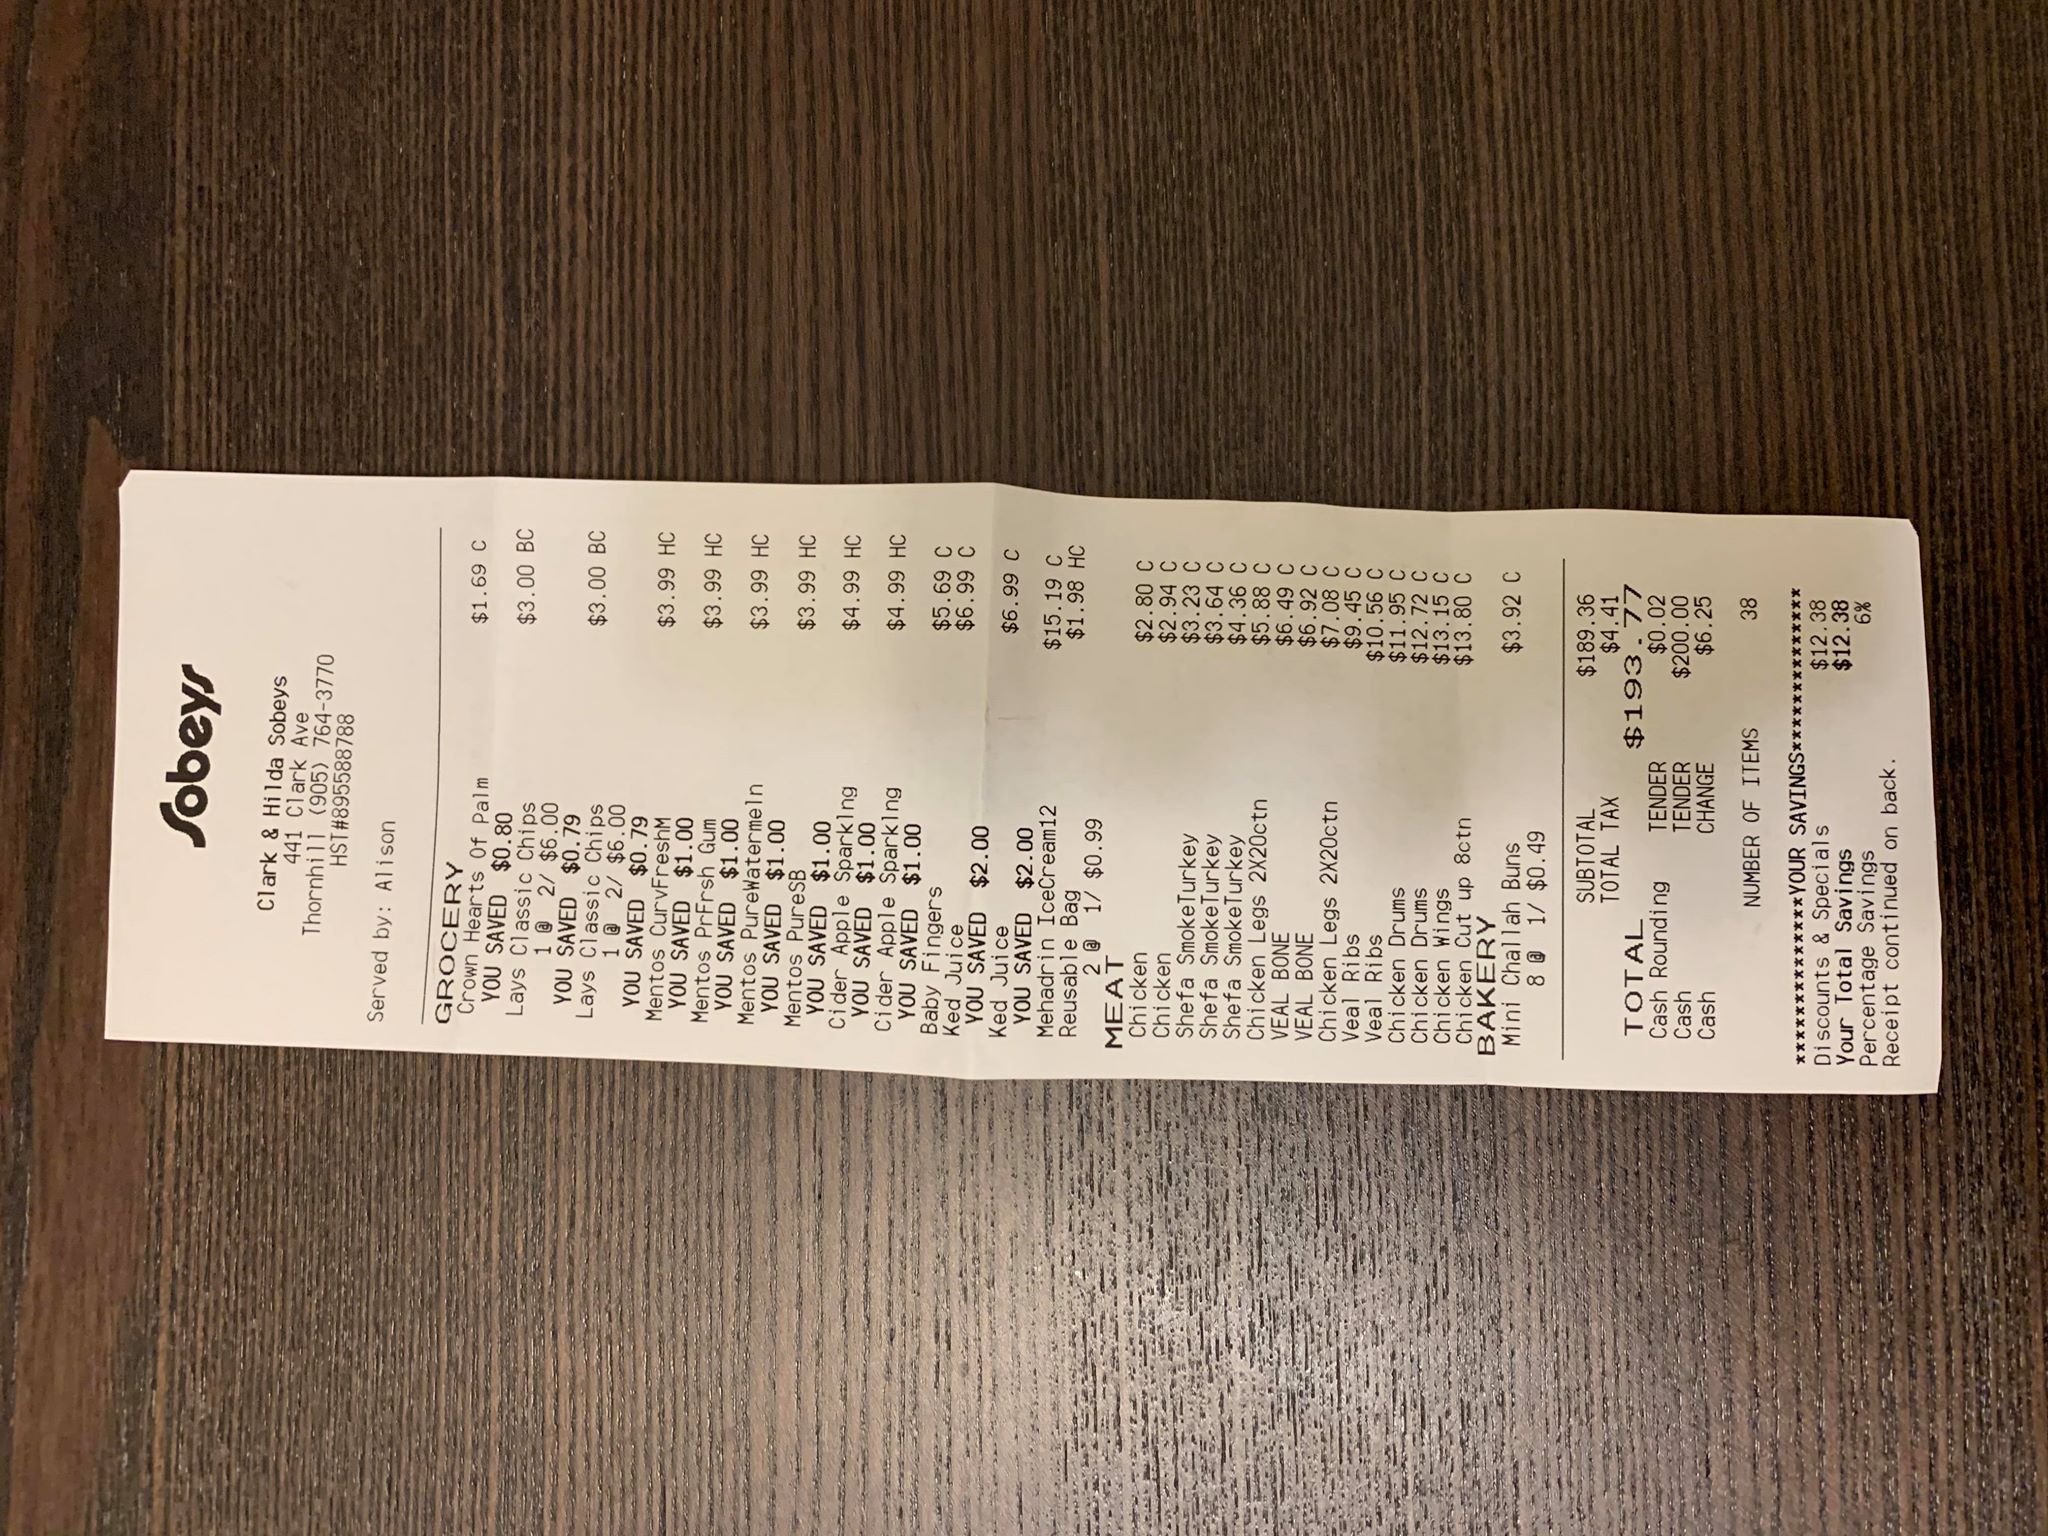 Sobeys
Clark & Hilda Sobeys
441 Clark Ave
Thornhill (905) 764-3770
HST#895588788
Served by: Alison
GROCERY
Crown Hearts Of Palm $1.69 C
YOU SAVED $0.80
Lays Classic Chips $3.00 BC
1 @ 2/ $6.00
YOU SAVED $0.79
Lays Classic Chips $3.00 BC
1 @ 2/ $6.00
YOU SAVED $0.79
Mentos CurvFreshM $3.99 HC
YOU SAVED $1.00
Mentos PrFrsh Gum $3.99 HC
YOU SAVED $1.00
Mentos PureWatermeln $3.99 HC
YOU SAVED $1.00
Mentos PureSB $3.99 HC
YOU SAVED $1.00
Cider Apple Sparklng $4.99 HC
YOU SAVED $1.00
Cider Apple Sparklng $4.99 HC
YOU SAVED $1.00
Baby Fingers $5.69 C
Ked Juice $6.99 C
YOU SAVED $2.00
Ked Juice $6.99 C
YOU SAVED $2.00
Mehadrin IceCream12 $15.19 C
Reusable Bag $1.98 HC
2 @ 1/ $0.99
MEAT
Chicken $2.80 C
Chicken $2.94 C
Shefa SmokeTurkey $3.23 C
Shefa SmokeTurkey $3.64 C
Shefa SmokeTurkey $4.36 C
Chicken Legs 2X20ctn $5.88 C
VEAL BONE $6.49 C
VEAL BONE $6.92 C
Chicken Legs 2X20ctn $7.08 C
Veal Ribs $9.45 C
Veal Ribs $10.56 C
Chicken Drums $11.95 C
Chicken Drums $12.72 C
Chicken Wings $13.15 C
Chicken Cut up 8ctn $13.80 C
BAKERY
Mini Challah Buns $3.92 C
8 @ 1/ $0.49
SUBTOTAL $189.36
TOTAL TAX $4.41
TOTAL $193.77
Cash Rounding TENDER $0.02
Cash TENDER $200.00
Cash CHANGE $6.25
NUMBER OF ITEMS 38
**************YOUR SAVINGS**************
Discounts & Specials $12.38
Your Total Savings $12.38
Percentage Savings 6%
Receipt continued on back.